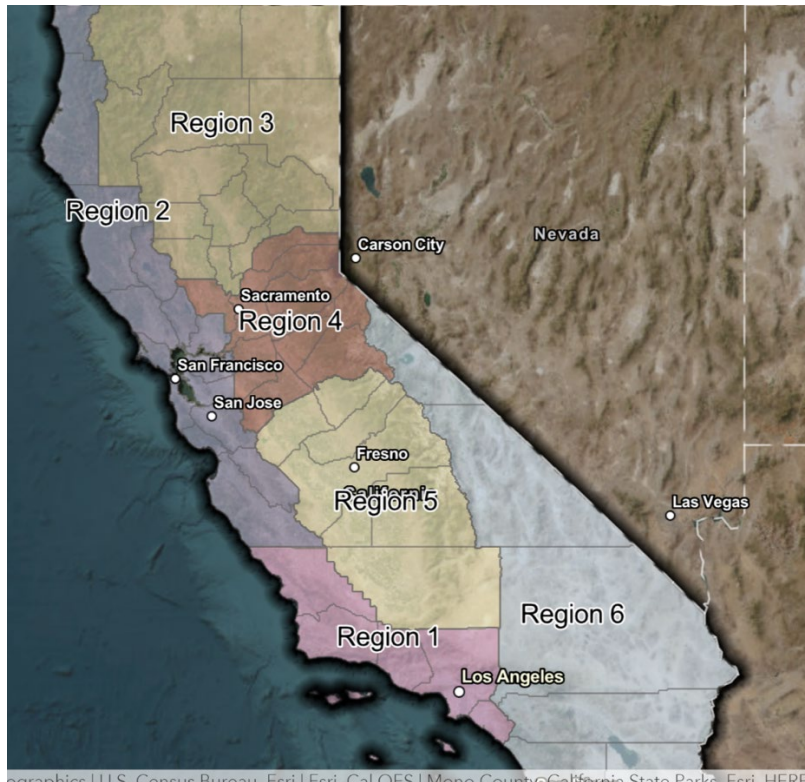 Region 3
Region 2
Carson City
Nevada
Sacramento
Region 4
San Francisco
San Jose
Fresno
California
Region 5
Las Vegas
Region 6
Region 1
Los Angeles
ographics | U.S. Census Bureau, Esri | Esri, Cal OES | Mono County, California State Parks, Esri, HERE